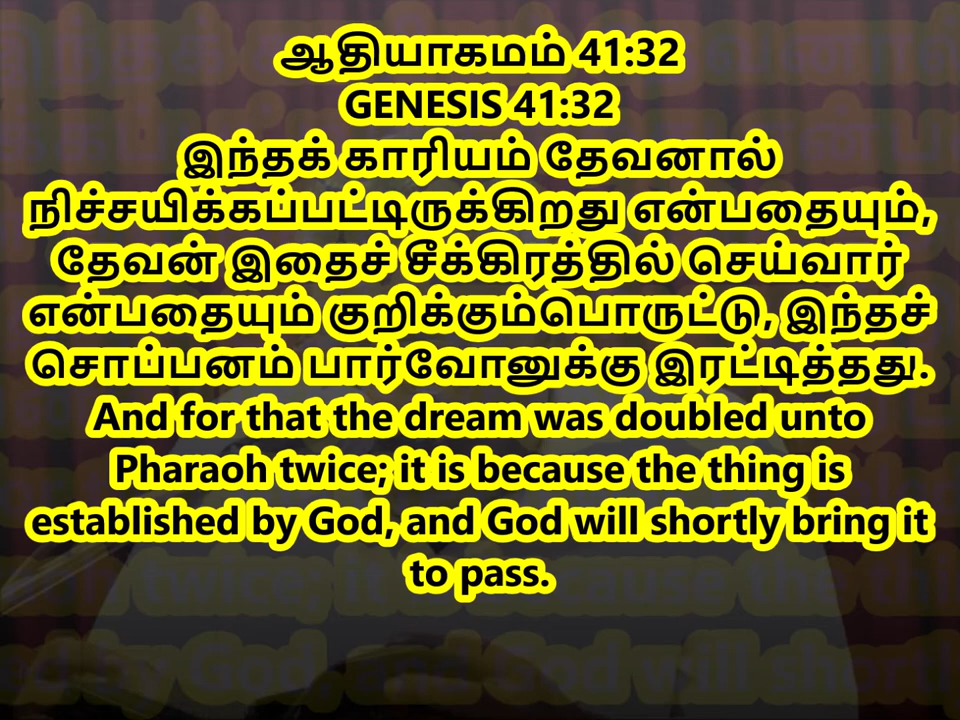 ஆதியாகமம் 41:32
GENESIS 41:32
இந்தக் காரியம் தேவனால்
நிச்சயிக்கப்பட்டிருக்கிறது என்பதையும்,
தேவன் இதைச் சீக்கிரத்தில் செய்வார்
என்பதையும் குறிக்கும்பொருட்டு, இந்தச்
சொப்பனம் பார்வோனுக்கு இரட்டித்தது.
And for that the dream was doubled unto
Pharaoh twice; it is because the thing is
established by God, and God will shortly bring it
to pass.